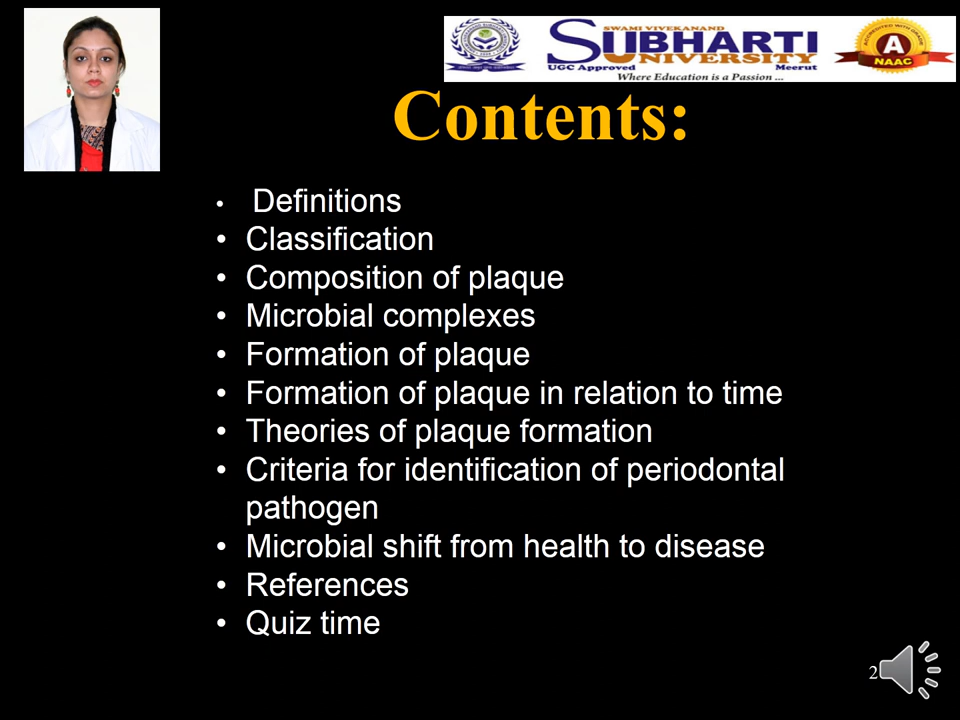 SWAMI VIVEKANAND
SUBHARTI
UNIVERSITY
UGC Approved Meerut
Where Education is a Passion ...
A
NAAC
Contents:
• Definitions
• Classification
• Composition of plaque
• Microbial complexes
• Formation of plaque
• Formation of plaque in relation to time
• Theories of plaque formation
• Criteria for identification of periodontal
pathogen
• Microbial shift from health to disease
• References
• Quiz time
2